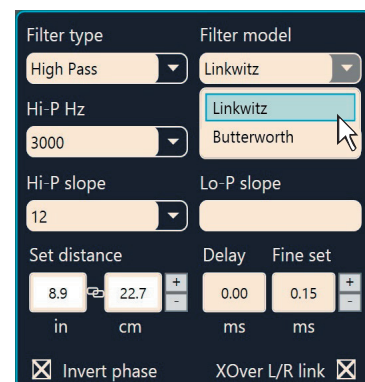 Filter type Filter model
High Pass Linkwitz
Hi-P Hz Linkwitz
3000 Butterworth
Hi-P slope Lo-P slope
12
Set distance Delay Fine set
8.9 22.7 + - 0.00 0.15 + -
in cm ms ms
Invert phase XOver L/R link